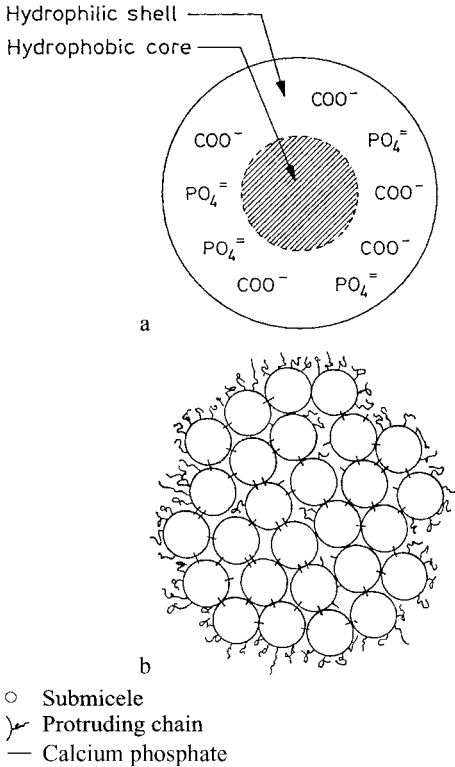 Hydrophilic shell
Hydrophobic core
COO⁻
COO⁻
PO₄⁼
PO₄⁼
COO⁻
PO₄⁼
COO⁻
COO⁻
PO₄⁼
a
b
Submicele
Protruding chain
Calcium phosphate